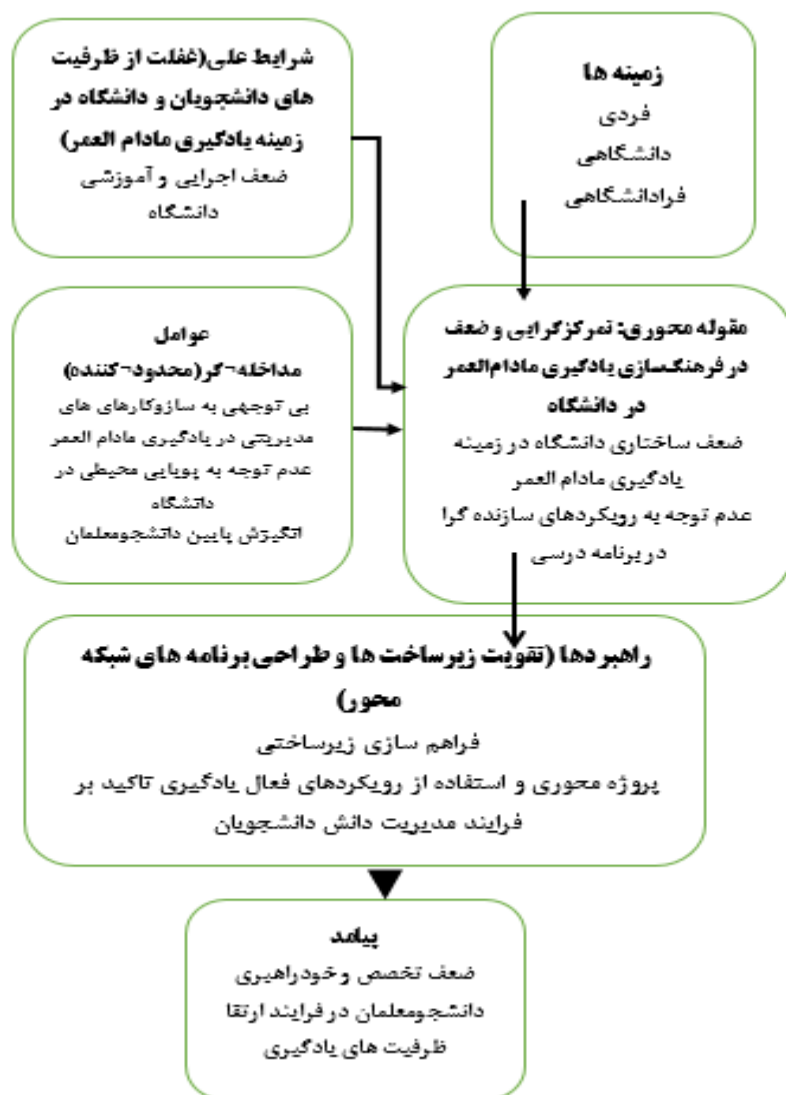 شرایط علی(غفلت از ظرفیت
های دانشجویان و دانشگاه در
زمینه یادگیری مادام العمر)
ضعف اجرایی و آموزشی
دانشگاه
زمینه ها
فردی
دانشگاهی
فرادانشگاهی
عوامل
مداخله¬گر(محدود¬کننده)
بی توجهی به سازوکارهای های
مدیریتی در یادگیری مادام العمر
عدم توجه به پویایی محیطی در
دانشگاه
انگیزش پایین دانشجومعلمان
مقوله محوری: تمرکزگرایی و ضعف
در فرهنگ‌سازی یادگیری مادام‌العمر
در دانشگاه
ضعف ساختاری دانشگاه در زمینه
یادگیری مادام العمر
عدم توجه به رویکردهای سازنده گرا
در برنامه درسی
راهبردها (تقویت زیرساخت ها و طراحی برنامه های شبکه
محور)
فراهم سازی زیرساختی
پروژه محوری و استفاده از رویکردهای فعال یادگیری تاکید بر
فرایند مدیریت دانش دانشجویان
پیامد
ضعف تخصص و خودراهبری
دانشجومعلمان در فرایند ارتقا
ظرفیت های یادگیری